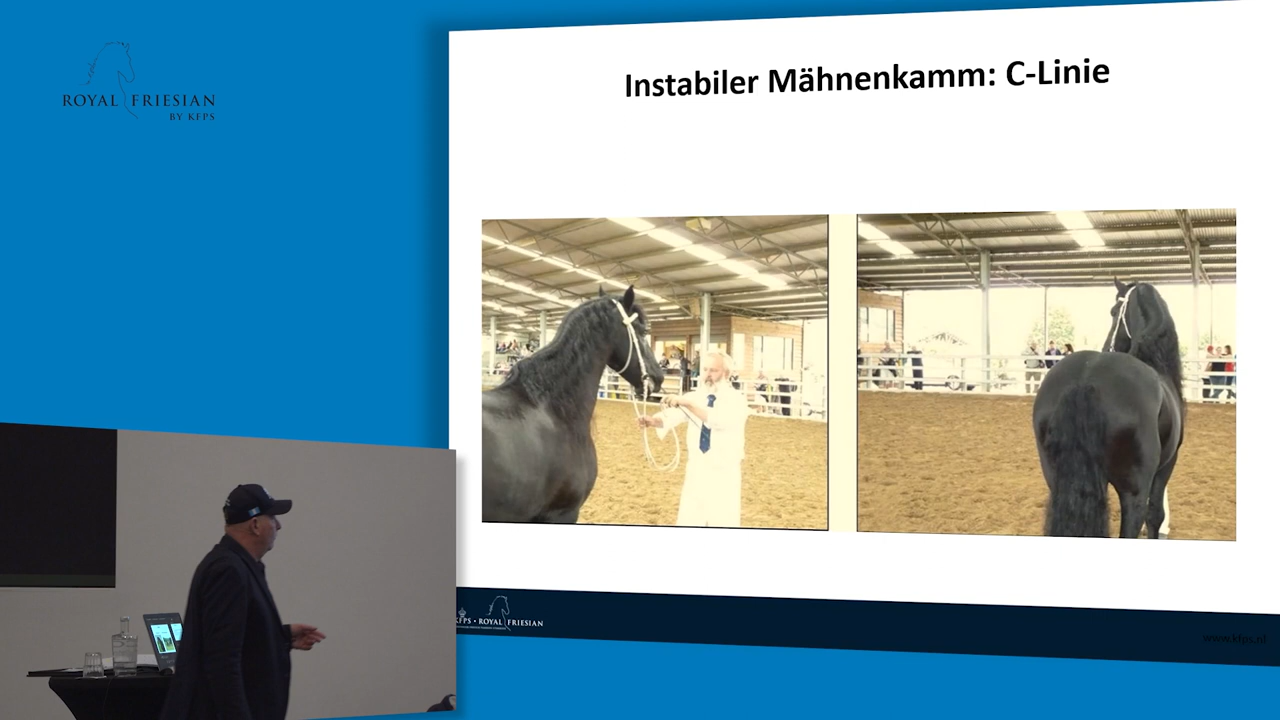 ROYAL FRIESIAN
BY KFPS
Instabiler Mähnenkamm: C-Linie
KFPS • ROYAL FRIESIAN
www.kfps.nl